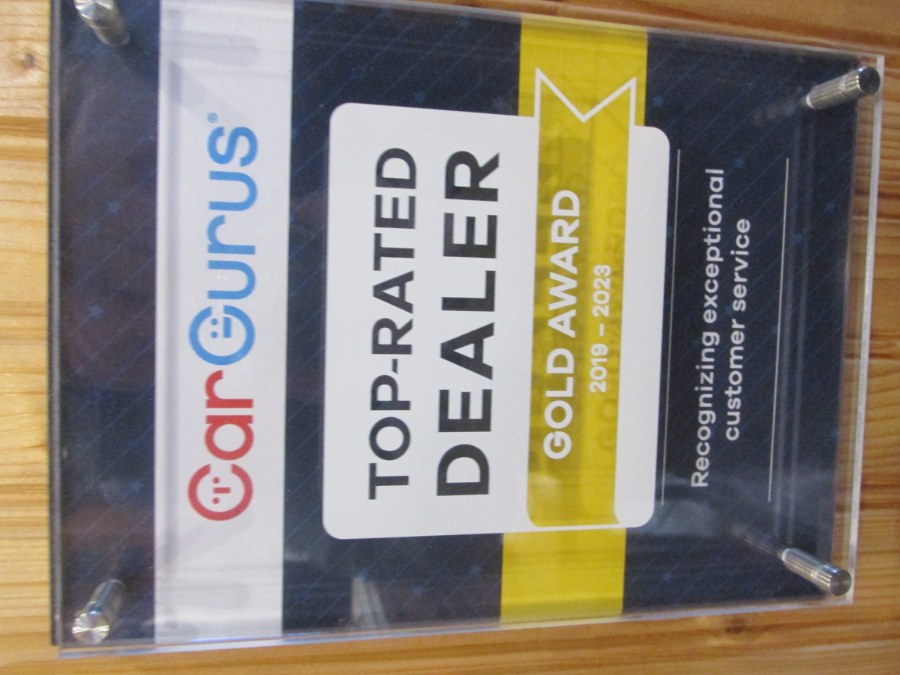 CarGurus®
TOP-RATED
DEALER
GOLD AWARD
2019 – 2023
Recognizing exceptional
customer service